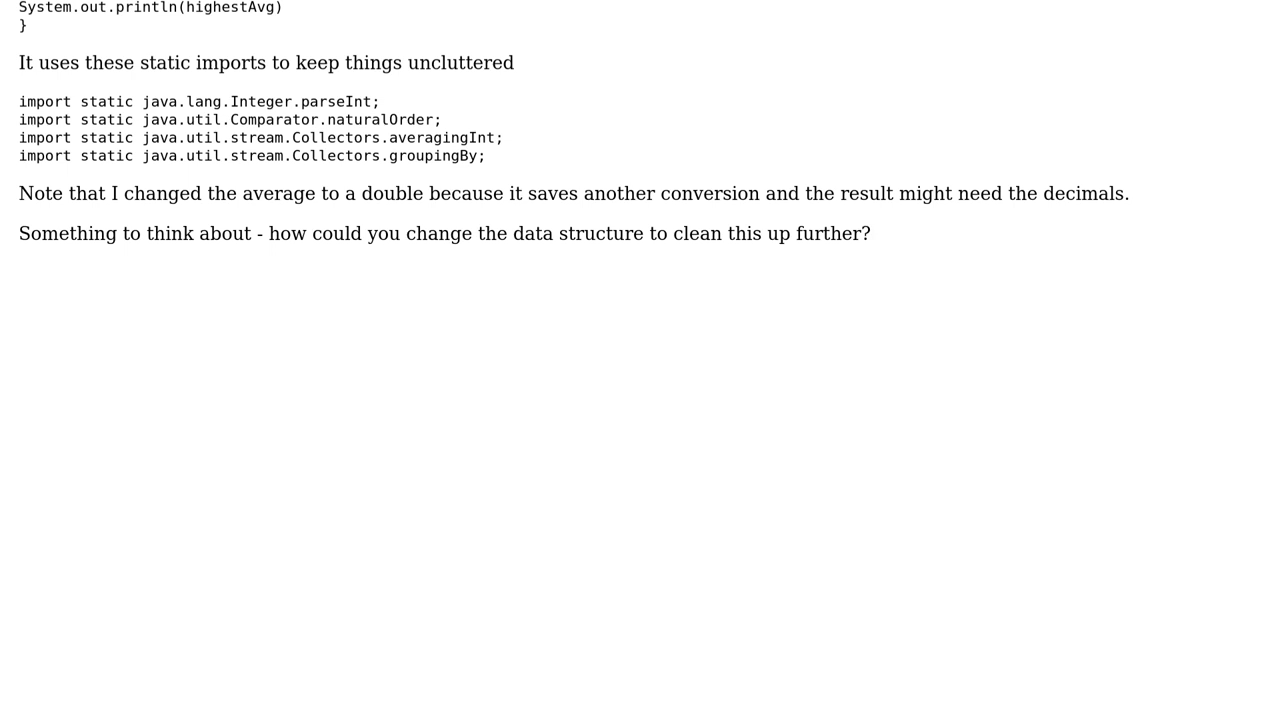 System.out.println(highestAvg)
}
It uses these static imports to keep things uncluttered
import static java.lang.Integer.parseInt;
import static java.util.Comparator.naturalOrder;
import static java.util.stream.Collectors.averagingInt;
import static java.util.stream.Collectors.groupingBy;
Note that I changed the average to a double because it saves another conversion and the result might need the decimals.
Something to think about - how could you change the data structure to clean this up further?